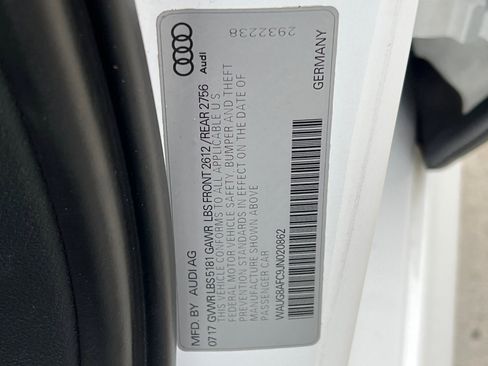 MFD. BY AUDI AG
07 17 GVWR LBS 5181 GAWR LBS FRONT 2612 /REAR 2756
THIS VEHICLE CONFORMS TO ALL APPLICABLE U S
FEDERAL MOTOR VEHICLE SAFETY, BUMPER AND THEFT
PREVENTION STANDARDS IN EFFECT ON THE DATE OF
MANUFACTURE SHOWN ABOVE
PASSENGER CAR
WAUG8AFC9JN020862
Audi
2932238
GERMANY